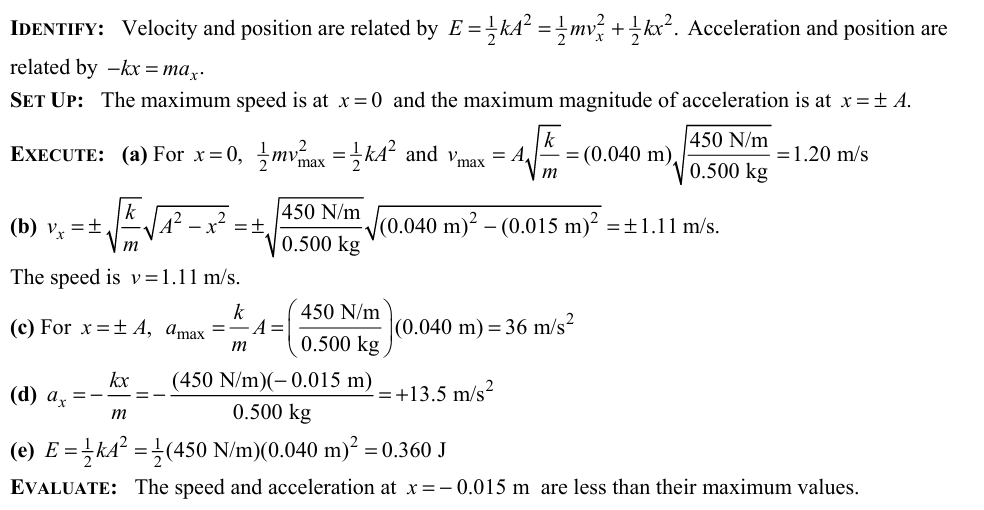 IDENTIFY: Velocity and position are related by E = ½kA² = ½mvₓ² + ½kx². Acceleration and position are
related by −kx = maₓ.
SET UP: The maximum speed is at x = 0 and the maximum magnitude of acceleration is at x = ± A.
EXECUTE: (a) For x = 0, ½mv²max = ½kA² and vmax = A√(k/m) = (0.040 m)√(450 N/m / 0.500 kg) = 1.20 m/s
(b) vₓ = ±√(k/m)√(A² − x²) = ±√(450 N/m / 0.500 kg)√((0.040 m)² − (0.015 m)²) = ±1.11 m/s.
The speed is v = 1.11 m/s.
(c) For x = ± A, amax = (k/m)A = (450 N/m / 0.500 kg)(0.040 m) = 36 m/s²
(d) aₓ = −kx/m = −(450 N/m)(−0.015 m) / 0.500 kg = +13.5 m/s²
(e) E = ½kA² = ½(450 N/m)(0.040 m)² = 0.360 J
EVALUATE: The speed and acceleration at x = −0.015 m are less than their maximum values.